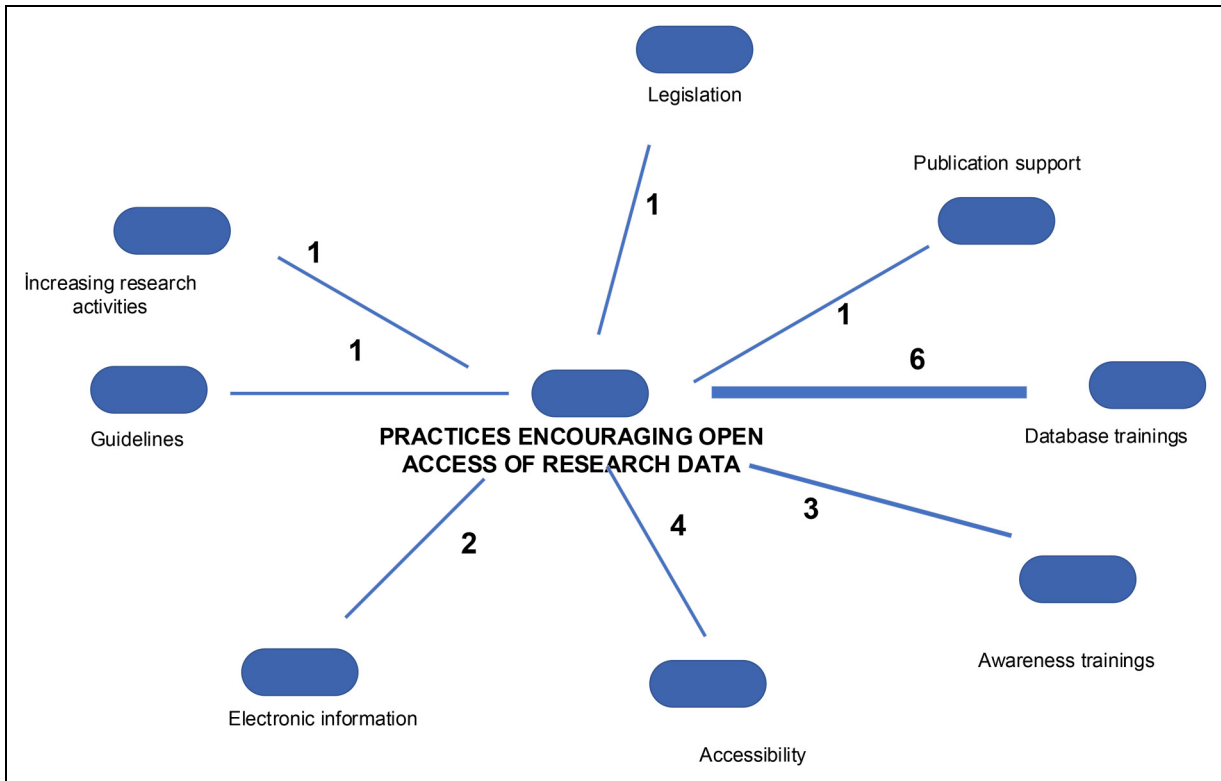 Legislation
1
Publication support
1
İncreasing research
activities
1
1
Guidelines
6
Database trainings
PRACTICES ENCOURAGING OPEN
ACCESS OF RESEARCH DATA
2
Electronic information
4
Accessibility
3
Awareness trainings